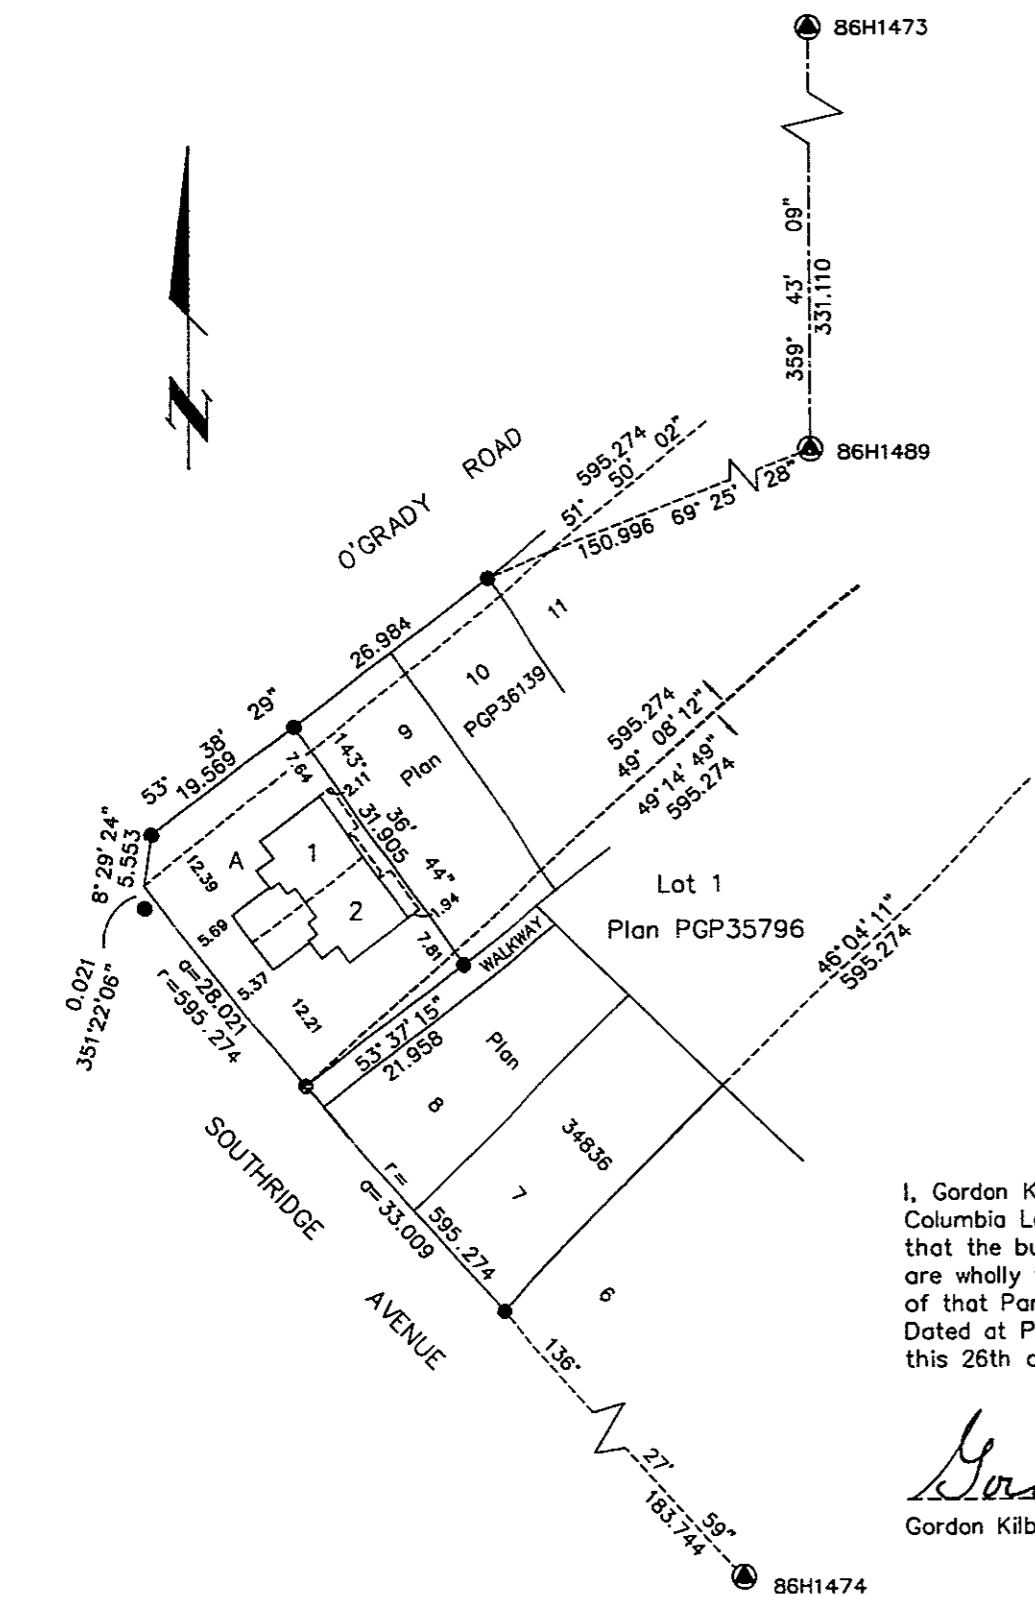 86H1473
359° 43' 09"
331.110
86H1489
N
O'GRADY ROAD
595.274
51° 50' 02"
150.996 69° 25' 28"
26.984
11
10
PGP36139
9
Plan
53° 38' 29"
19.569
7.64
143° 36' 44"
31.905
2.11
595.274
49° 08' 12"
49° 14' 49"
595.274
8° 29' 24"
5.553
A
1
2
12.39
5.69
1.94
7.81
WALKWAY
Lot 1
Plan PGP35796
46° 04' 11"
595.274
0.021
351° 22' 06"
a=28.021
r=595.274
5.37
12.21
53° 37' 15"
21.958
Plan
34836
8
7
6
SOUTHRIDGE AVENUE
r= 595.274
a=33.009
136° 27' 59"
183.744
86H1474
I, Gordon K
Columbia L
that the bu
are wholly
of that Par
Dated at P
this 26th
Gordon Kilb